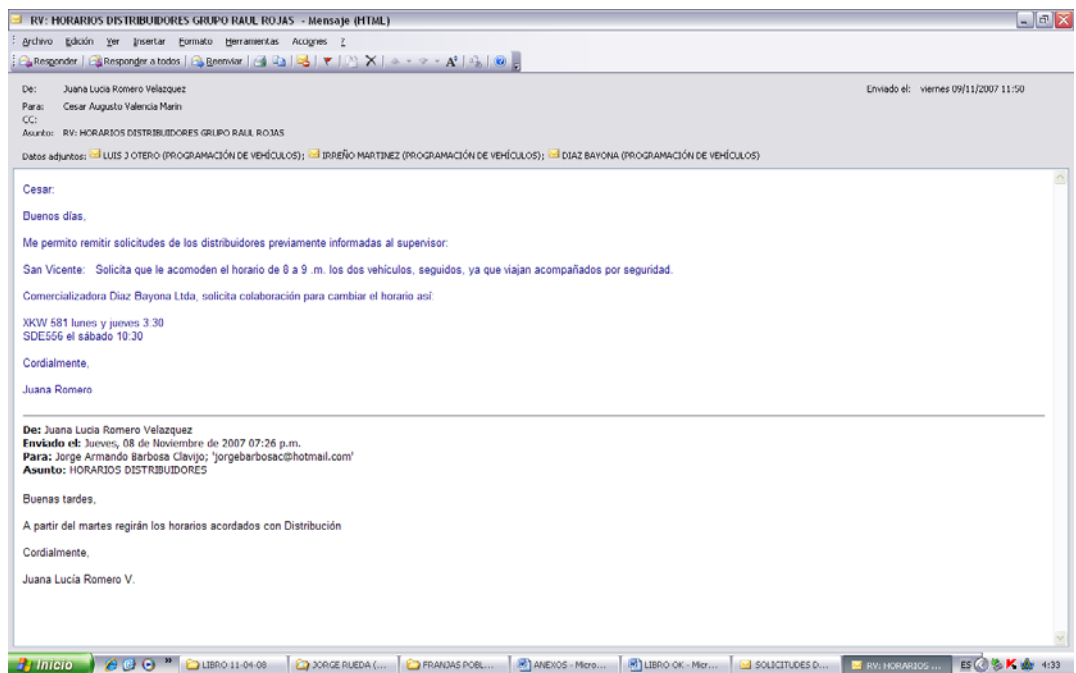 RV: HORARIOS DISTRIBUIDORES GRUPO RAUL ROJAS - Mensaje (HTML)
Archivo Edición Ver Insertar Formato Herramientas Acciones ?
Responder Responder a todos Reenviar
De: Juana Lucia Romero Velazquez Enviado el: viernes 09/11/2007 11:50
Para: Cesar Augusto Valencia Marin
CC:
Asunto: RV: HORARIOS DISTRIBUIDORES GRUPO RAUL ROJAS
Datos adjuntos: LUIS J OTERO (PROGRAMACIÓN DE VEHÍCULOS); IRREÑO MARTINEZ (PROGRAMACIÓN DE VEHÍCULOS); DIAZ BAYONA (PROGRAMACIÓN DE VEHÍCULOS)
Cesar:
Buenos días,
Me permito remitir solicitudes de los distribuidores previamente informadas al supervisor:
San Vicente: Solicita que le acomoden el horario de 8 a 9 .m. los dos vehículos, seguidos, ya que viajan acompañados por seguridad.
Comercializadora Diaz Bayona Ltda, solicita colaboración para cambiar el horario así:
XKW 581 lunes y jueves 3:30
SDE556 el sábado 10:30
Cordialmente,
Juana Romero
De: Juana Lucia Romero Velazquez
Enviado el: Jueves, 08 de Noviembre de 2007 07:26 p.m.
Para: Jorge Armando Barbosa Clavijo; 'jorgebarbosac@hotmail.com'
Asunto: HORARIOS DISTRIBUIDORES
Buenas tardes,
A partir del martes regirán los horarios acordados con Distribución
Cordialmente,
Juana Lucía Romero V.
Inicio » LIBRO 11-04-08 JORGE RUEDA (... FRANJAS POBL... ANEXOS - Micro... LIBRO OK - Micr... SOLICITUDES D... RV: HORARIOS ... ES 4:33